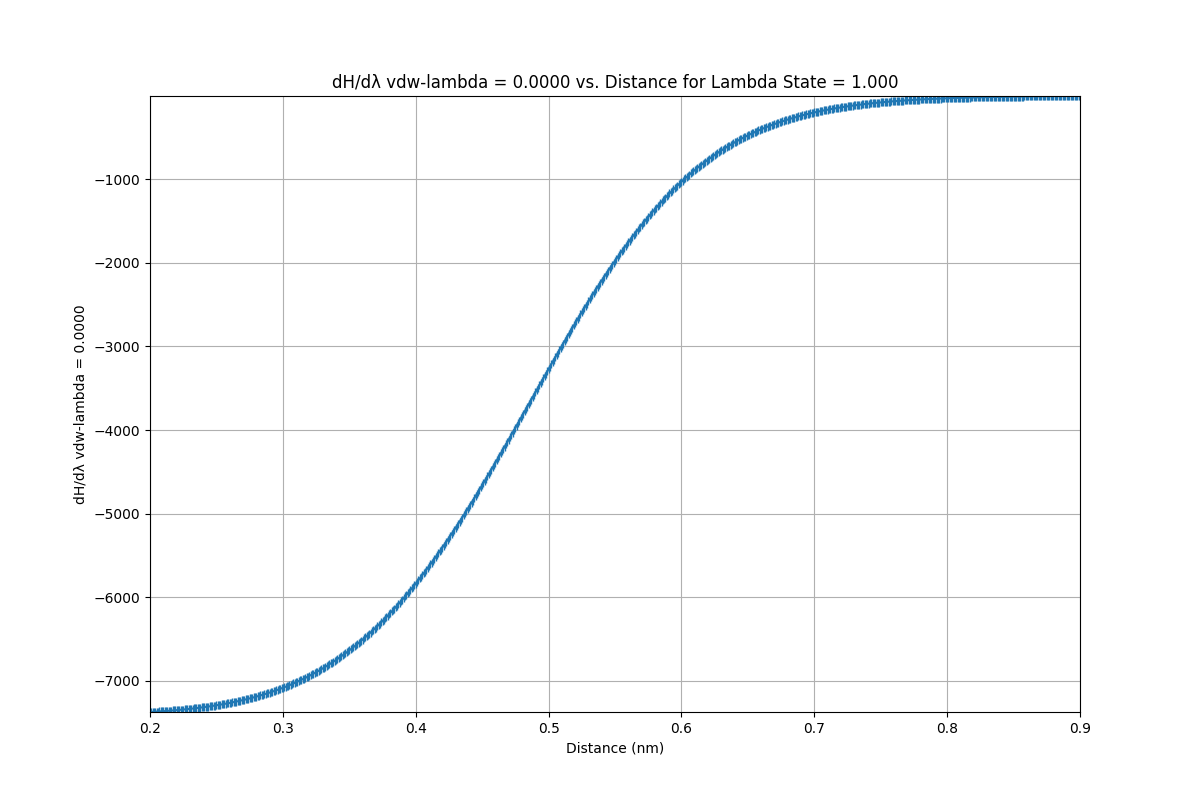 dH/dλ vdw-lambda = 0.0000 vs. Distance for Lambda State = 1.000
dH/dλ vdw-lambda = 0.0000
−1000
−2000
−3000
−4000
−5000
−6000
−7000
0.2 0.3 0.4 0.5 0.6 0.7 0.8 0.9
Distance (nm)